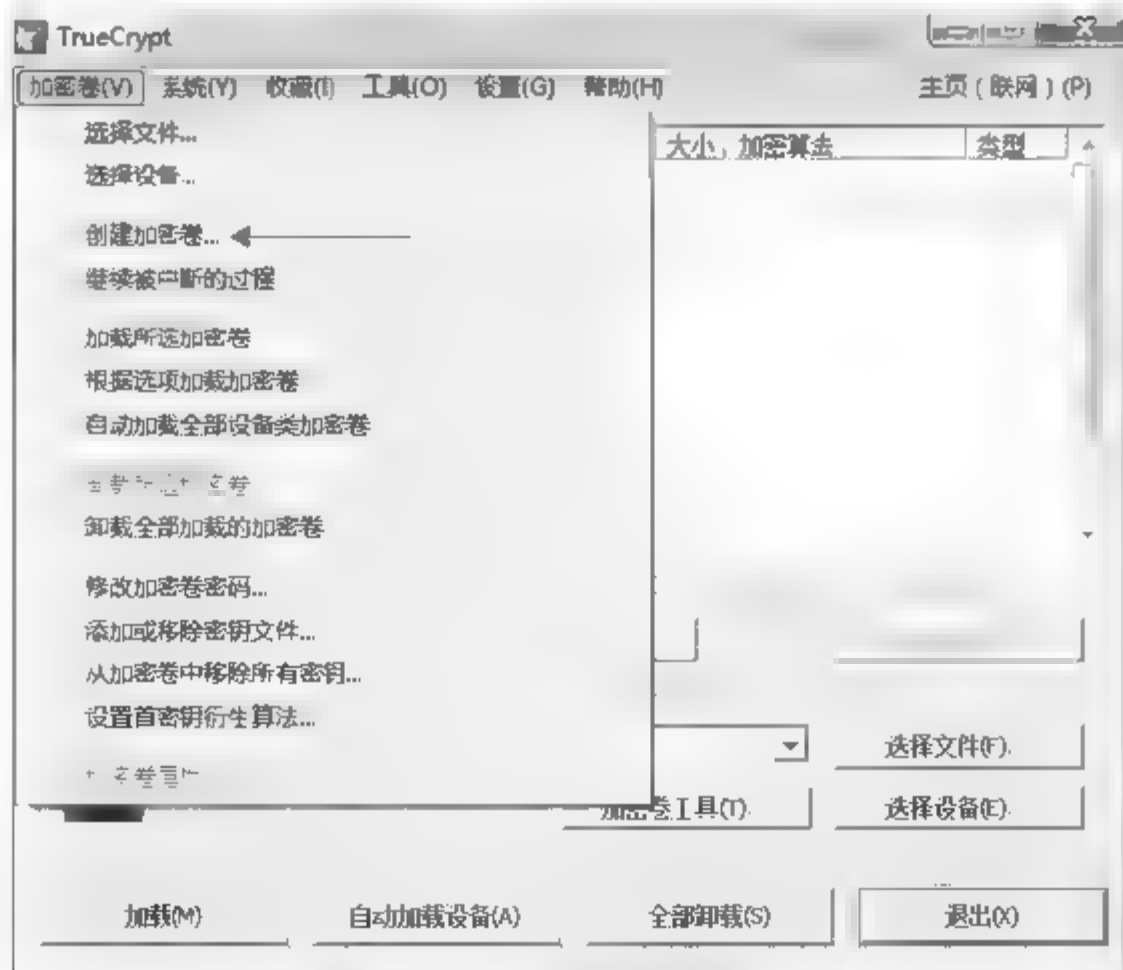 TrueCrypt
加密卷(V) 系统(Y) 收藏(I) 工具(O) 设置(G) 帮助(H) 主页(联网)(P)
选择文件... 大小 加密算法 类型
选择设备...
创建加密卷...
继续被中断的过程
加载所选加密卷
根据选项加载加密卷
自动加载全部设备类加密卷
卸载全部加载的加密卷
修改加密卷密码...
添加或移除密钥文件...
从加密卷中移除所有密钥...
设置首密钥衍生算法...
选择文件(F).
加密卷工具(T). 选择设备(E).
加载(M) 自动加载设备(A) 全部卸载(S) 退出(X)